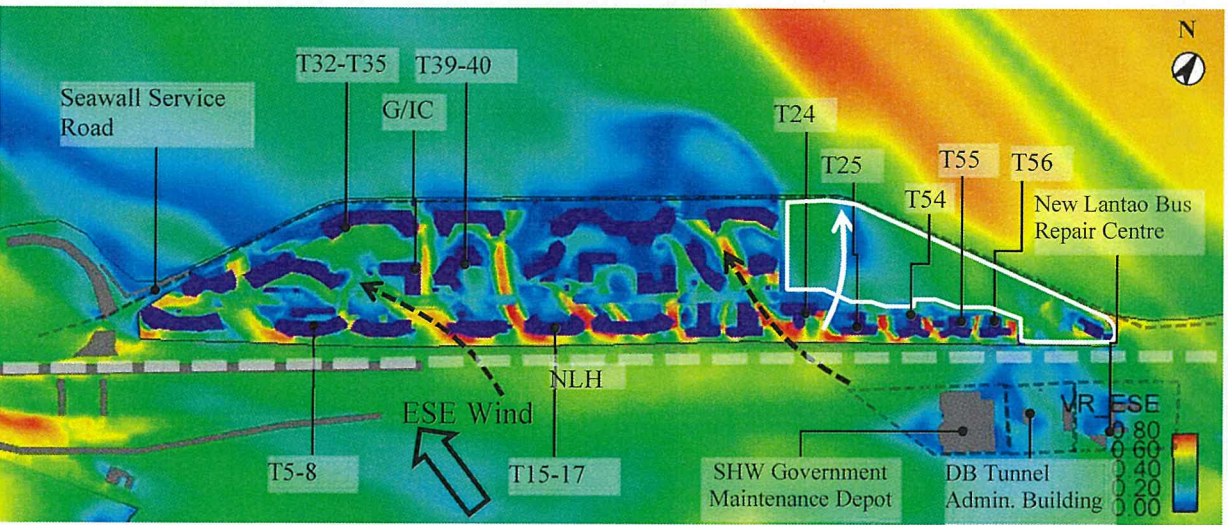 N
T32-T35
T39-40
Seawall Service
Road
G/IC
T24
T25
T55
T56
T54
New Lantao Bus
Repair Centre
NLH
ESE Wind
VR_ESE
0.80
0.60
0.40
0.20
0.00
T5-8
T15-17
SHW Government
Maintenance Depot
DB Tunnel
Admin. Building